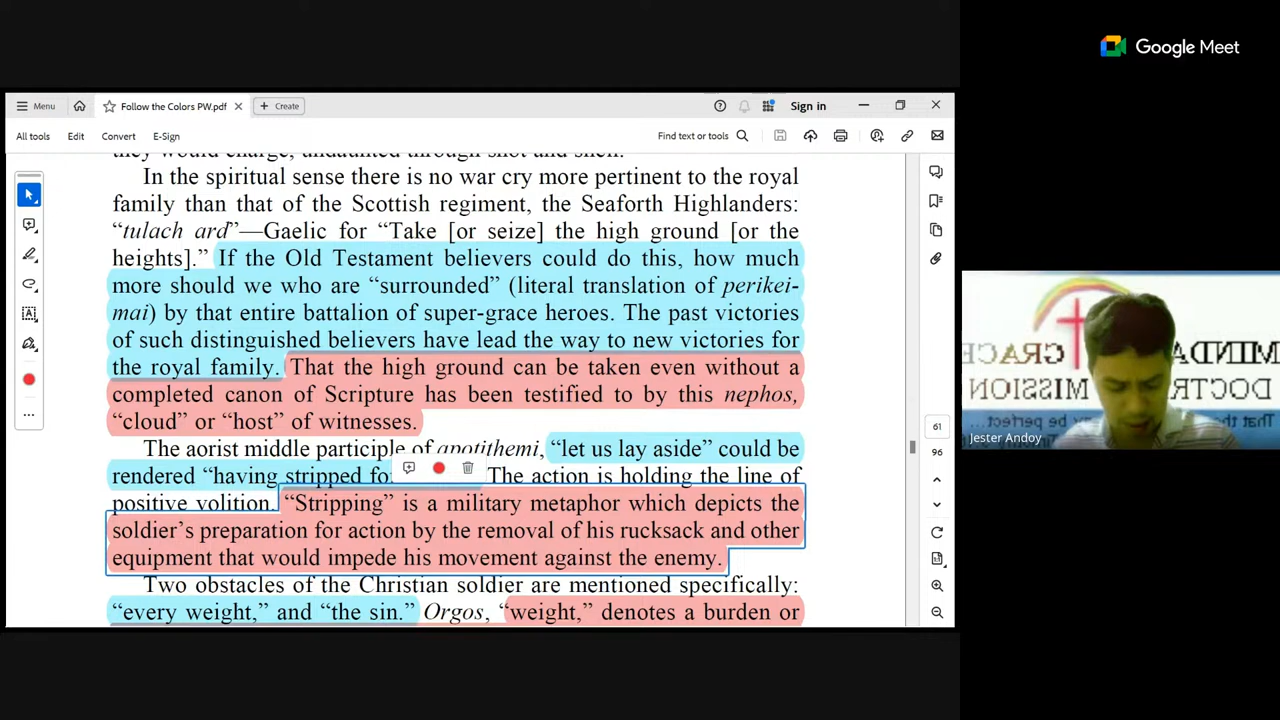 Google Meet
Menu
Follow the Colors PW.pdf
Create
Sign in
All tools
Edit
Convert
E-Sign
Find text or tools
they would charge, undaunted through shot and shell.
In the spiritual sense there is no war cry more pertinent to the royal
family than that of the Scottish regiment, the Seaforth Highlanders:
“tulach ard”—Gaelic for “Take [or seize] the high ground [or the
heights].” If the Old Testament believers could do this, how much
more should we who are “surrounded” (literal translation of perikei-
mai) by that entire battalion of super-grace heroes. The past victories
of such distinguished believers have lead the way to new victories for
the royal family. That the high ground can be taken even without a
completed canon of Scripture has been testified to by this nephos,
“cloud” or “host” of witnesses.
The aorist middle participle of apotithemi, “let us lay aside” could be
rendered “having stripped for The action is holding the line of
positive volition. “Stripping” is a military metaphor which depicts the
soldier’s preparation for action by the removal of his rucksack and other
equipment that would impede his movement against the enemy.
Two obstacles of the Christian soldier are mentioned specifically:
“every weight,” and “the sin.” Orgos, “weight,” denotes a burden or
61
96
MINDA
GRACE
DOCT
MISSION
be perfect...
Jester Andoy